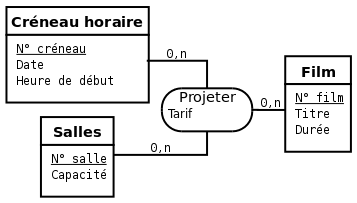 Créneau horaire
N° créneau
Date
Heure de début
0,n
Projeter
Tarif
0,n
Film
N° film
Titre
Durée
Salles
N° salle
Capacité
0,n